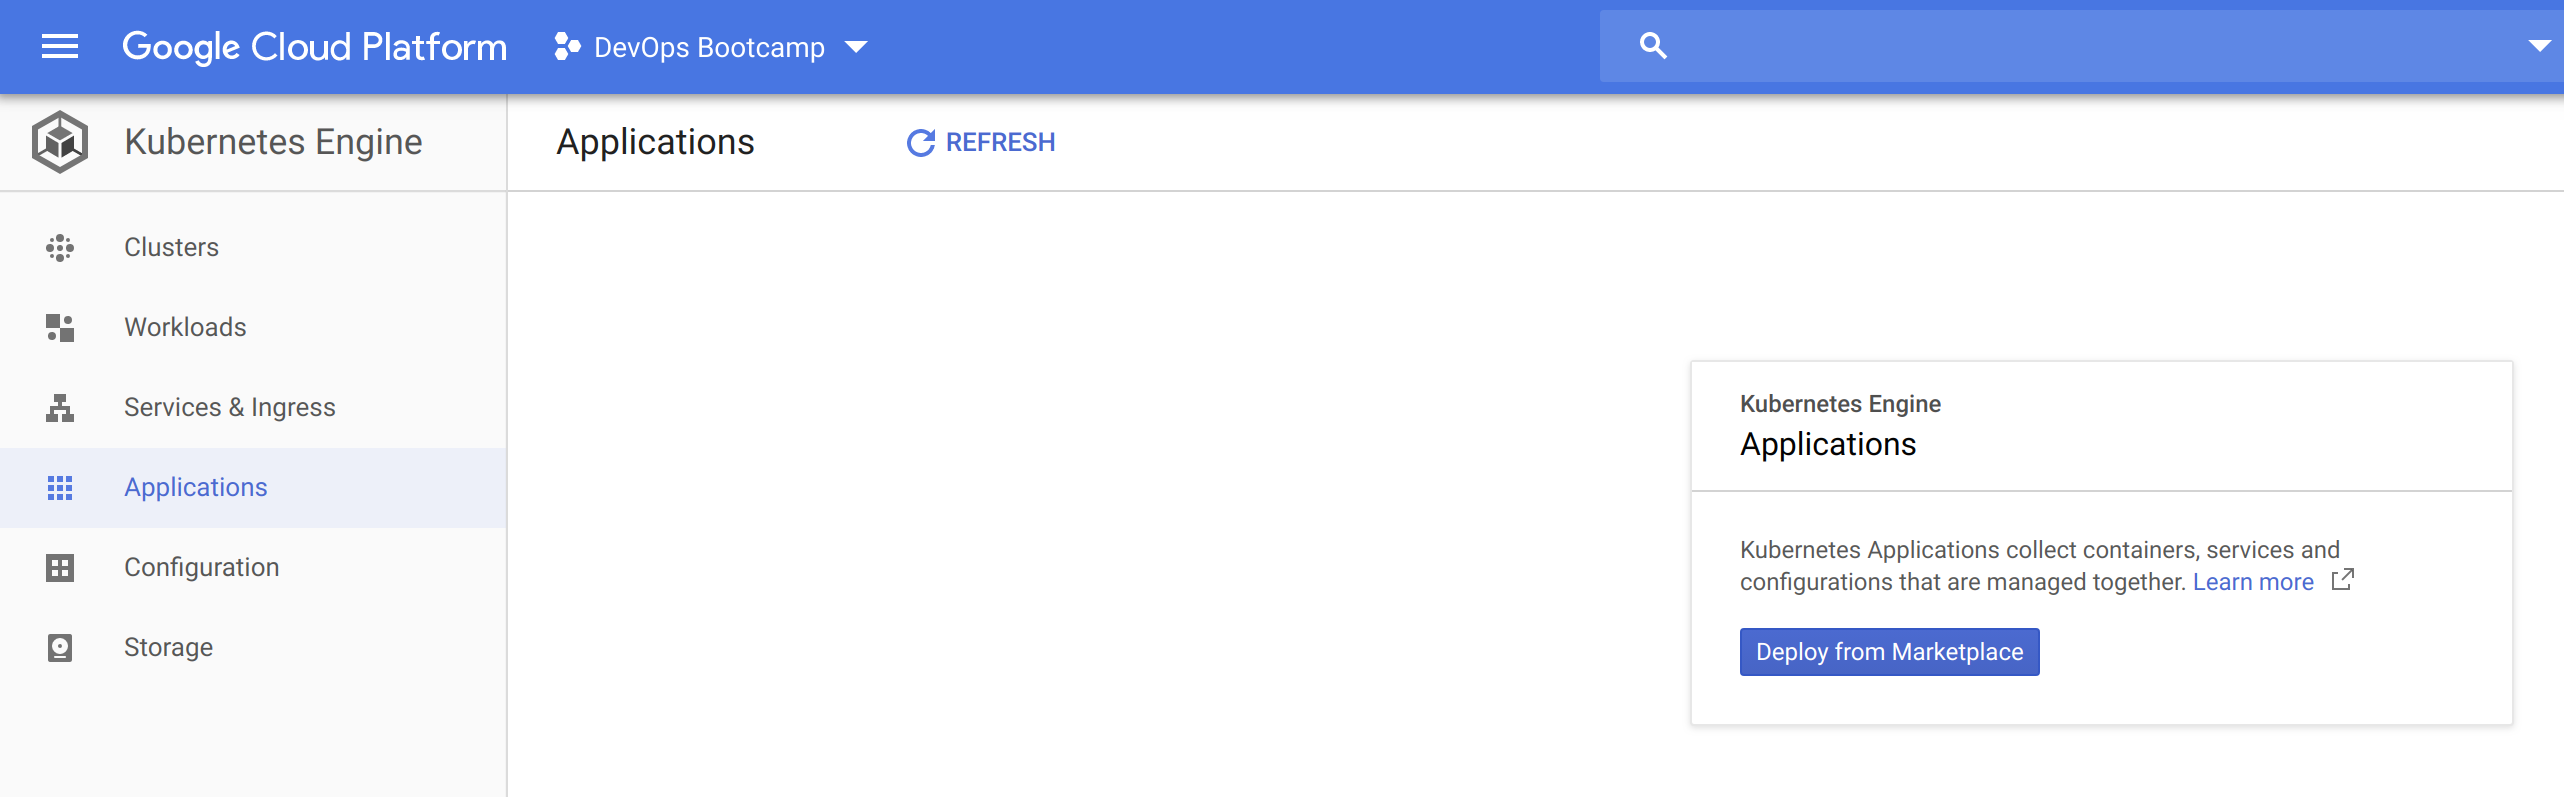 Google Cloud Platform
DevOps Bootcamp
Kubernetes Engine
Applications
REFRESH
Clusters
Workloads
Services & Ingress
Applications
Configuration
Storage
Kubernetes Engine
Applications
Kubernetes Applications collect containers, services and
configurations that are managed together. Learn more
Deploy from Marketplace